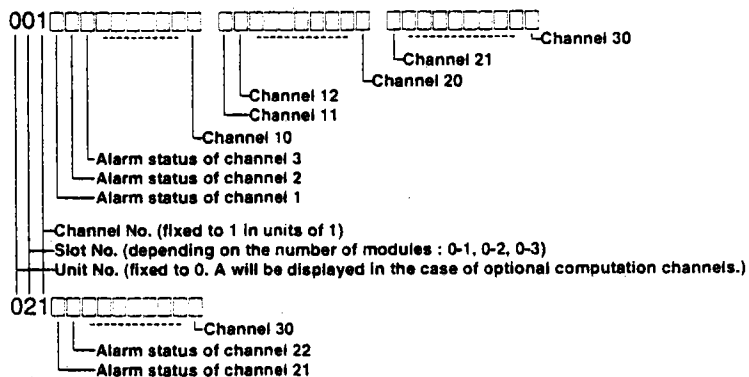 001□□□□□□□□□□ □□□□□□□□□□ □□□□□□□□□□
Channel 30
Channel 21
Channel 20
Channel 12
Channel 11
Channel 10
Alarm status of channel 3
Alarm status of channel 2
Alarm status of channel 1
Channel No. (fixed to 1 in units of 1)
Slot No. (depending on the number of modules : 0-1, 0-2, 0-3)
Unit No. (fixed to 0. A will be displayed in the case of optional computation channels.)
021□□□□□□□□□□
Channel 30
Alarm status of channel 22
Alarm status of channel 21